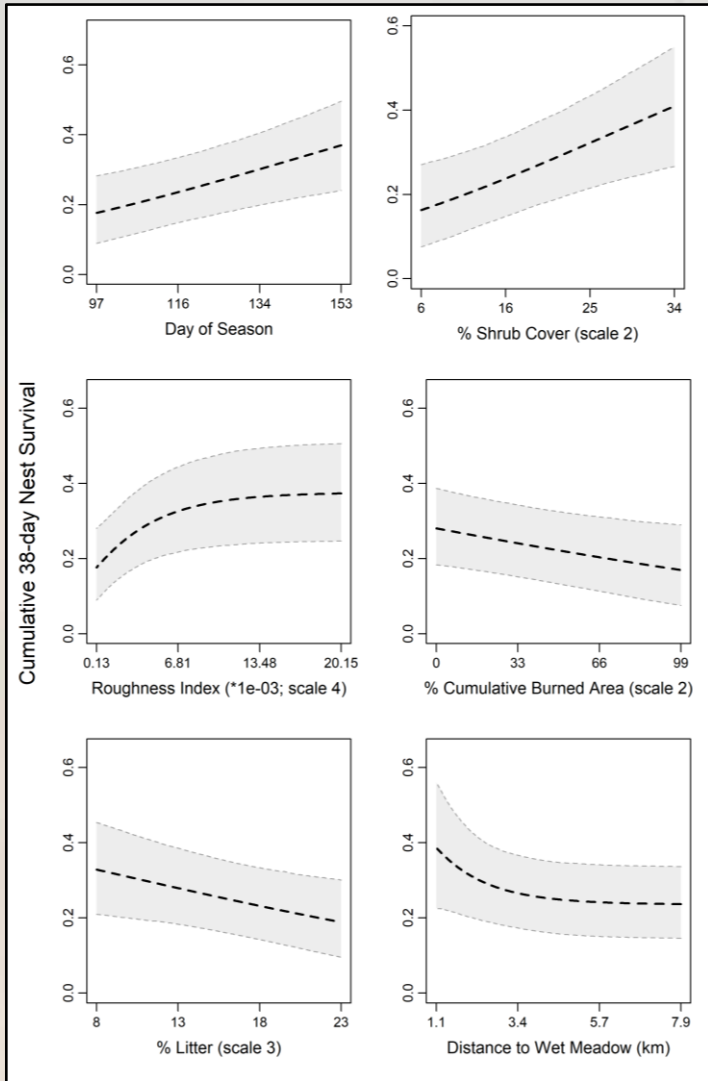 Cumulative 38-day Nest Survival
0.0 0.2 0.4 0.6
97 116 134 153
Day of Season
0.0 0.2 0.4 0.6
6 16 25 34
% Shrub Cover (scale 2)
0.0 0.2 0.4 0.6
0.13 6.81 13.48 20.15
Roughness Index (*1e-03; scale 4)
0.0 0.2 0.4 0.6
0 33 66 99
% Cumulative Burned Area (scale 2)
0.0 0.2 0.4 0.6
8 13 18 23
% Litter (scale 3)
0.0 0.2 0.4 0.6
1.1 3.4 5.7 7.9
Distance to Wet Meadow (km)